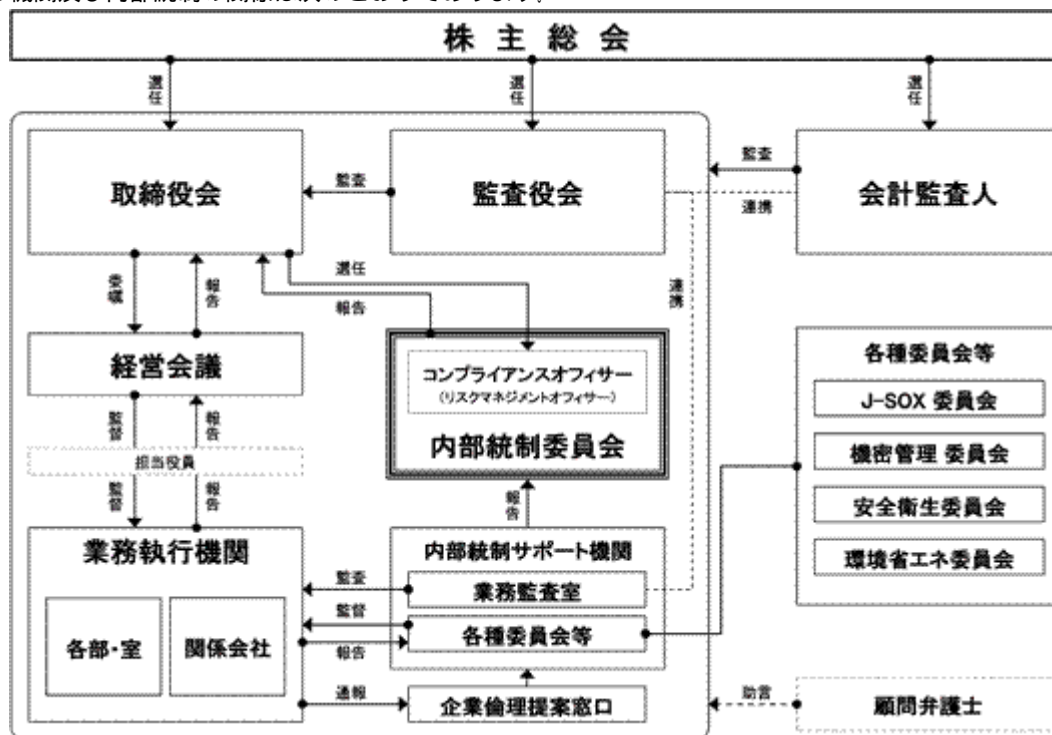 株主総会
選任
選任
選任
取締役会
監査
監査役会
監査
連携
会計監査人
委嘱
報告
選任
報告
連携
経営会議
コンプライアンスオフィサー
(リスクマネジメントオフィサー)
内部統制委員会
各種委員会等
J-SOX 委員会
機密管理 委員会
安全衛生委員会
環境省エネ委員会
監督
報告
担当役員
監督
報告
報告
業務執行機関
各部・室
関係会社
内部統制サポート機関
監査
業務監査室
監督
各種委員会等
報告
通報
企業倫理提案窓口
助言
顧問弁護士